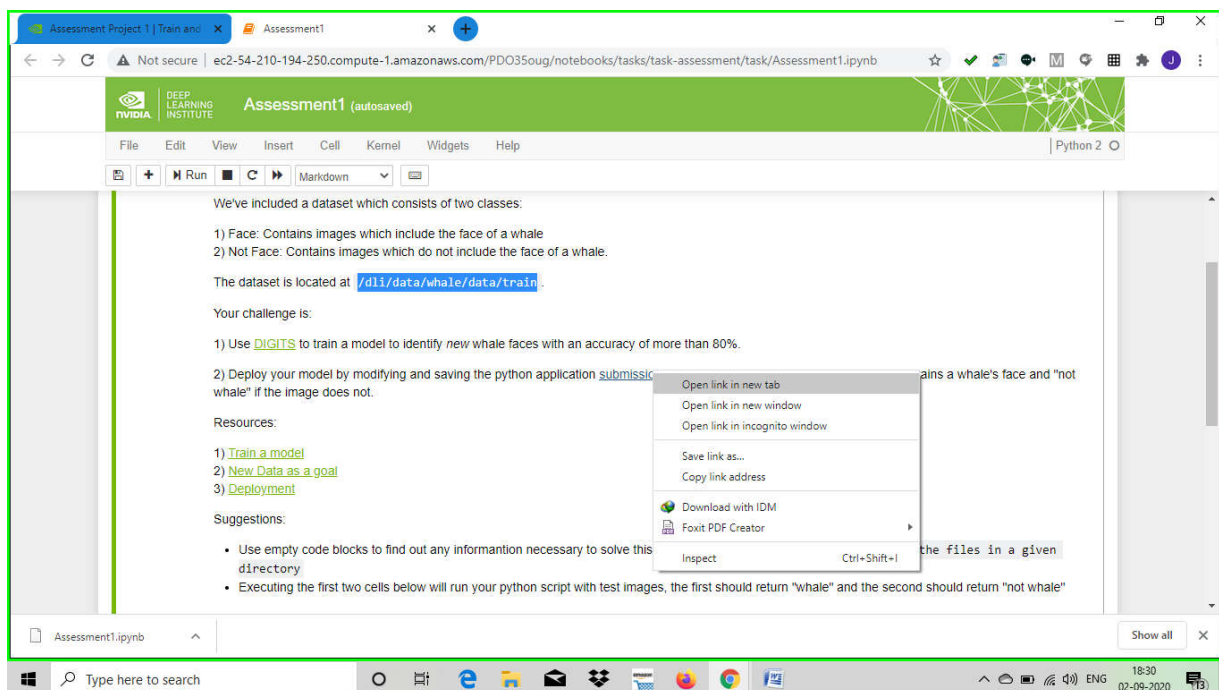 Assessment Project 1 | Train and
Assessment1
Not secure | ec2-54-210-194-250.compute-1.amazonaws.com/PDO35oug/notebooks/tasks/task-assessment/task/Assessment1.ipynb
M
J
NVIDIA
DEEP
LEARNING
INSTITUTE
Assessment1 (autosaved)
File Edit View Insert Cell Kernel Widgets Help
Python 2
Run
Markdown
We've included a dataset which consists of two classes:
1) Face: Contains images which include the face of a whale
2) Not Face: Contains images which do not include the face of a whale.
The dataset is located at /dli/data/whale/data/train .
Your challenge is:
1) Use DIGITS to train a model to identify new whale faces with an accuracy of more than 80%.
2) Deploy your model by modifying and saving the python application submissic ains a whale's face and "not
whale" if the image does not.
Open link in new tab
Open link in new window
Open link in incognito window
Save link as...
Copy link address
Download with IDM
Foxit PDF Creator
Inspect Ctrl+Shift+I
Resources:
1) Train a model
2) New Data as a goal
3) Deployment
Suggestions:
• Use empty code blocks to find out any informantion necessary to solve this the files in a given
directory
• Executing the first two cells below will run your python script with test images, the first should return "whale" and the second should return "not whale"
Assessment1.ipynb
Show all
Type here to search
ENG
18:30
02-09-2020